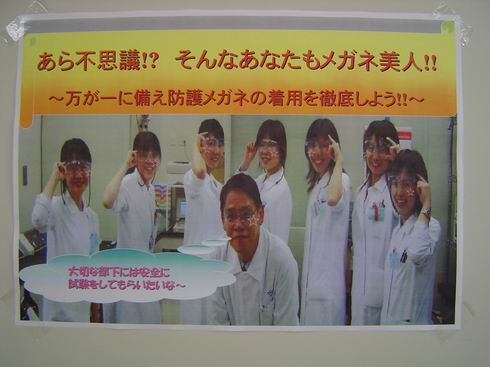 あら不思議!? そんなあなたもメガネ美人!!
～万が一に備え防護メガネの着用を徹底しよう!!～
大切な部下には安全に
試験をしてもらいたいな～